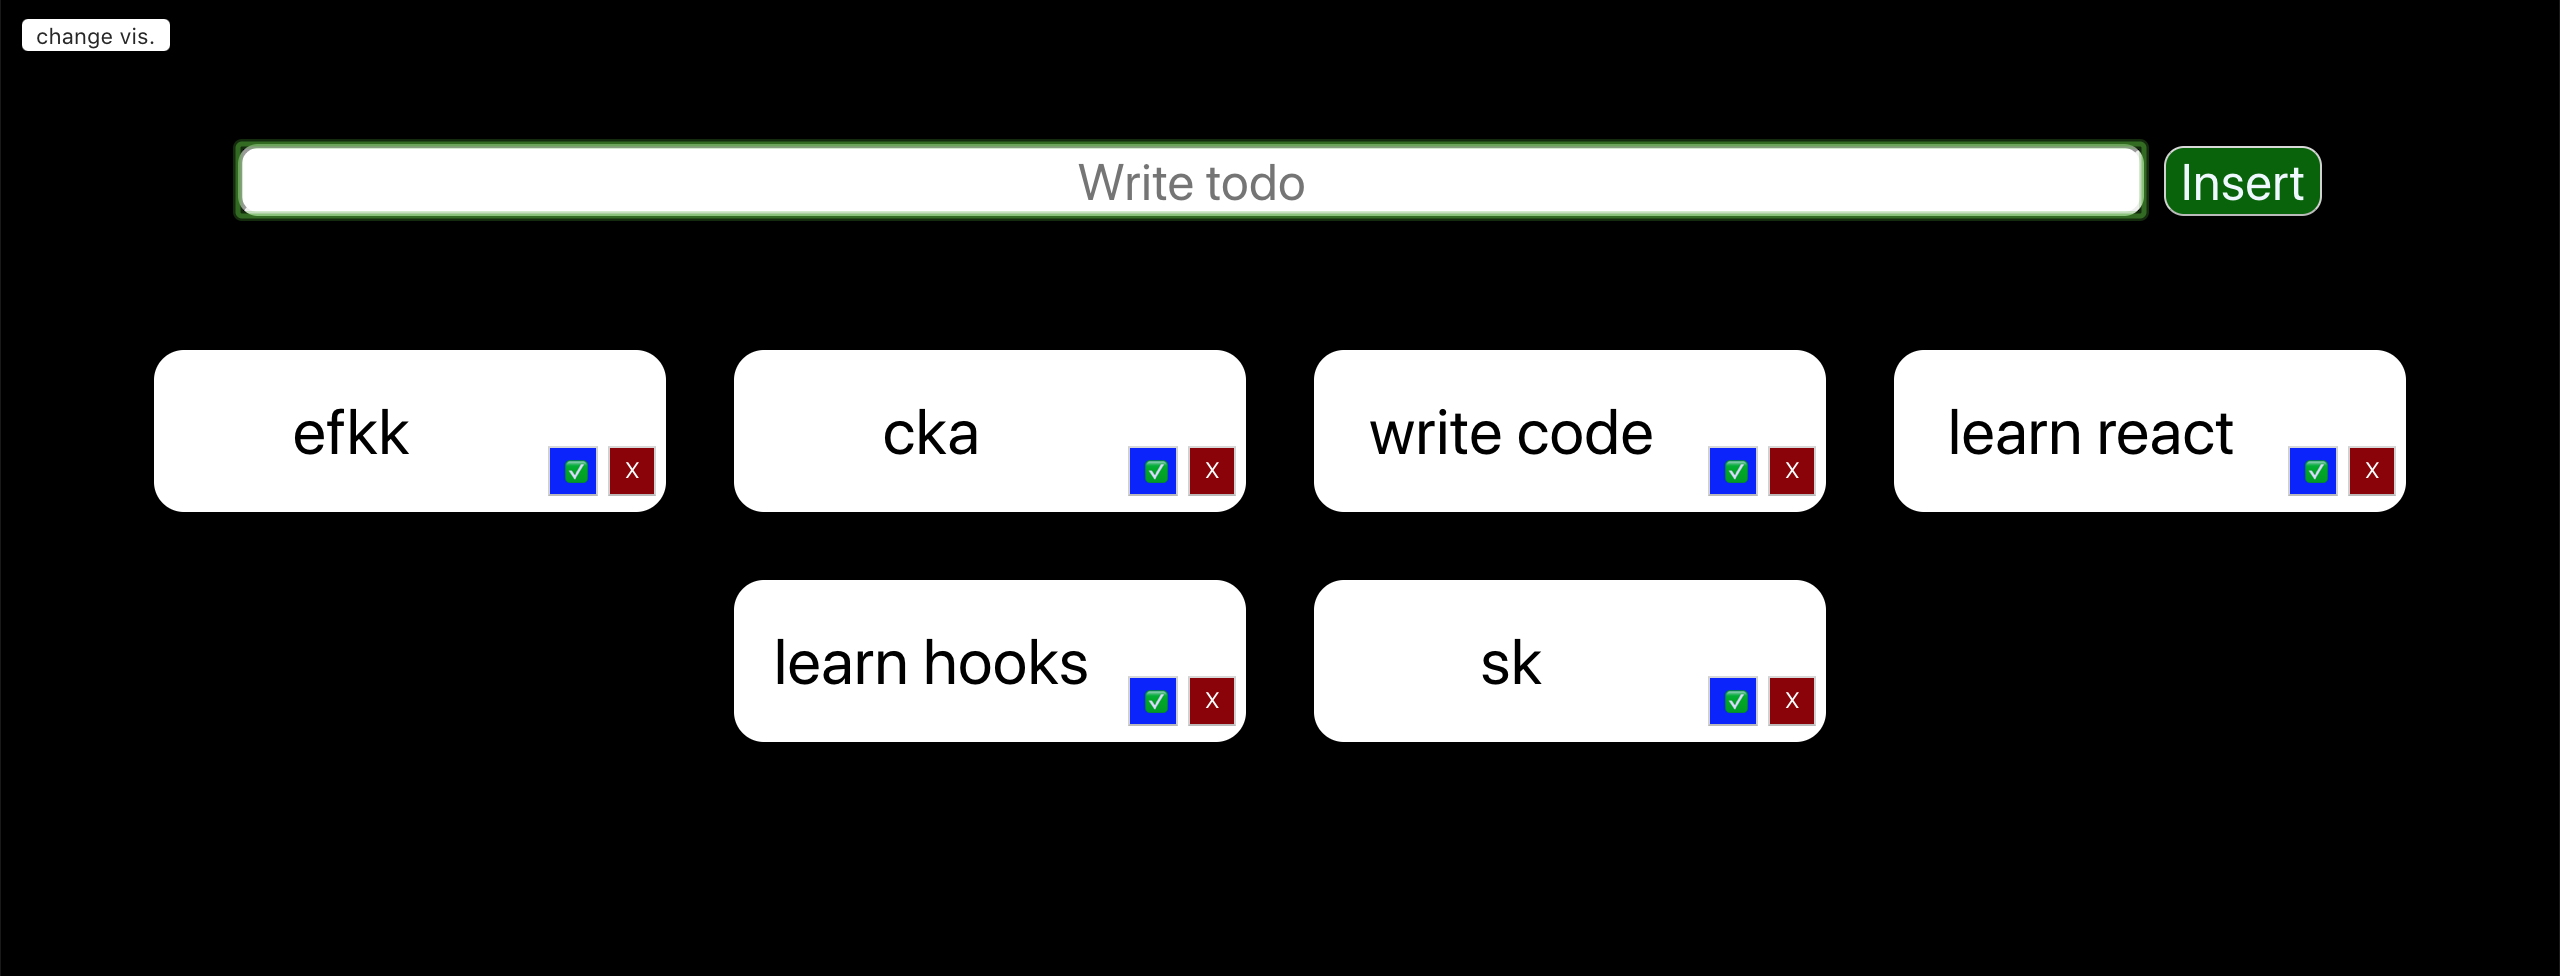 change vis.
Write todo
Insert
efkk
✅ X
cka
✅ X
write code
✅ X
learn react
✅ X
learn hooks
✅ X
sk
✅ X